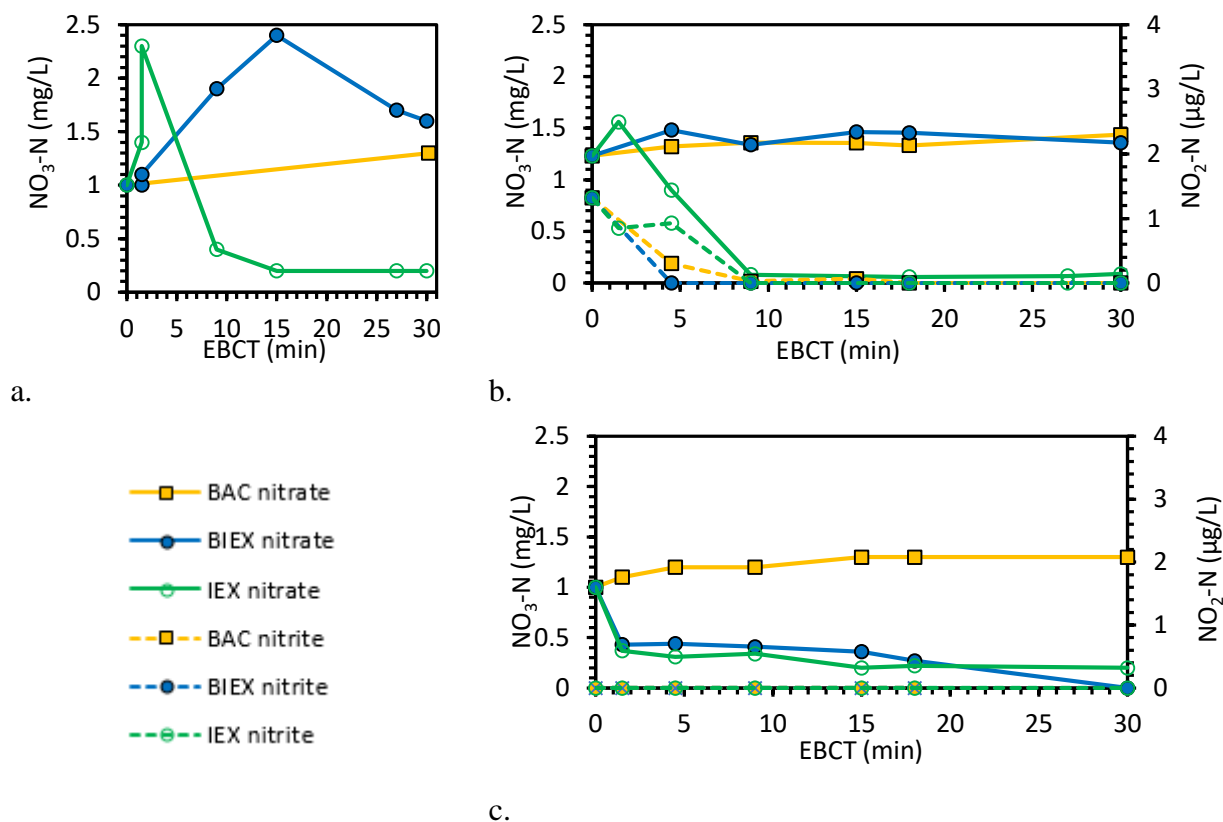 2.5
2
1.5
1
0.5
0
NO₃-N (mg/L)
0 5 10 15 20 25 30
EBCT (min)
a.
2.5
2
1.5
1
0.5
0
NO₃-N (mg/L)
4
3
2
1
0
NO₂-N (µg/L)
0 5 10 15 20 25 30
EBCT (min)
b.
BAC nitrate
BIEX nitrate
IEX nitrate
BAC nitrite
BIEX nitrite
IEX nitrite
2.5
2
1.5
1
0.5
0
NO₃-N (mg/L)
4
3
2
1
0
NO₂-N (µg/L)
0 5 10 15 20 25 30
EBCT (min)
c.